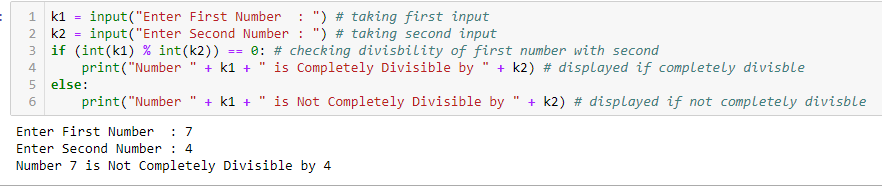 1 k1 = input("Enter First Number  : ") # taking first input
2 k2 = input("Enter Second Number : ") # taking second input
3 if (int(k1) % int(k2)) == 0: # checking divisbility of first number with second
4     print("Number " + k1 + " is Completely Divisible by " + k2) # displayed if completely divisble
5 else:
6     print("Number " + k1 + " is Not Completely Divisible by " + k2) # displayed if not completely divisble
Enter First Number  : 7
Enter Second Number : 4
Number 7 is Not Completely Divisible by 4